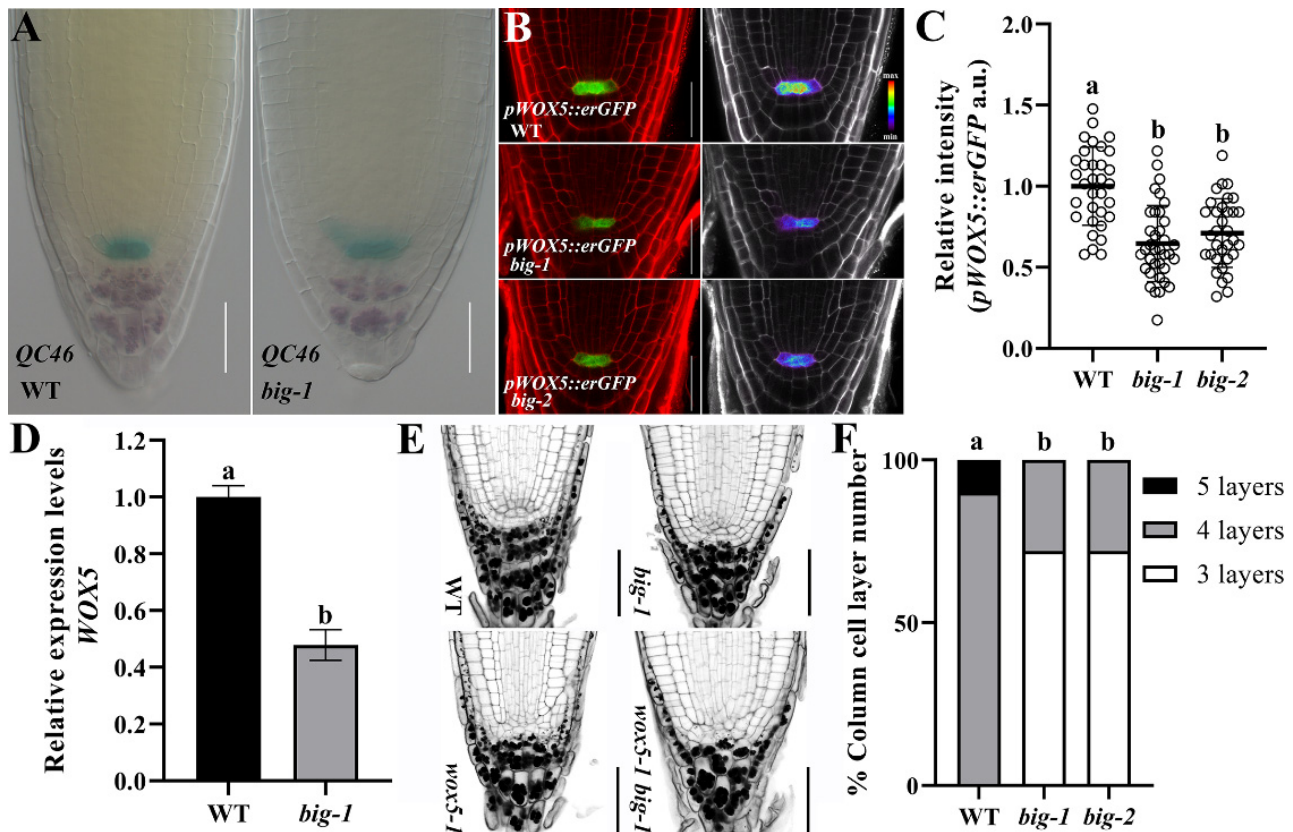 A
QC46
WT
QC46
big-1
B
pWOX5::erGFP
WT
max
min
pWOX5::erGFP
big-1
pWOX5::erGFP
big-2
C
Relative intensity
(pWOX5::erGFP a.u.)
2.0
1.5
1.0
0.5
0.0
a
b
b
WT
big-1
big-2
D
Relative expression levels
WOX5
1.2
1.0
0.8
0.6
0.4
0.2
0.0
a
b
WT
big-1
E
WT
big-1
wox5-1
wox5-1 big-1
F
% Column cell layer number
100
50
0
a
b
b
WT
big-1
big-2
5 layers
4 layers
3 layers